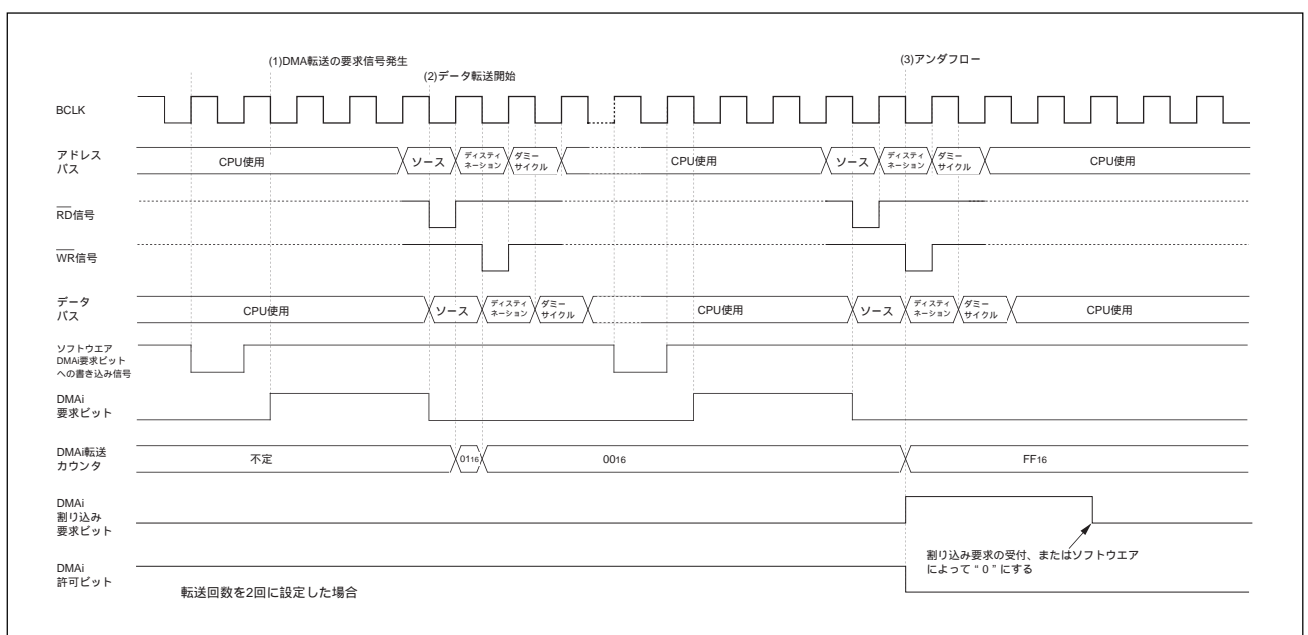 (1)DMA転送の要求信号発生
(2)データ転送開始
(3)アンダフロー
BCLK
アドレス
バス
CPU使用
ソース
ディスティ
ネーション
ダミー
サイクル
CPU使用
ソース
ディスティ
ネーション
ダミー
サイクル
CPU使用
RD信号
WR信号
データ
バス
CPU使用
ソース
ディスティ
ネーション
ダミー
サイクル
CPU使用
ソース
ディスティ
ネーション
ダミー
サイクル
CPU使用
ソフトウエア
DMAi要求ビット
への書き込み信号
DMAi
要求ビット
DMAi転送
カウンタ
不定
0116
0016
FF16
DMAi
割り込み
要求ビット
割り込み要求の受付、またはソフトウエア
によって“0”にする
DMAi
許可ビット
転送回数を2回に設定した場合